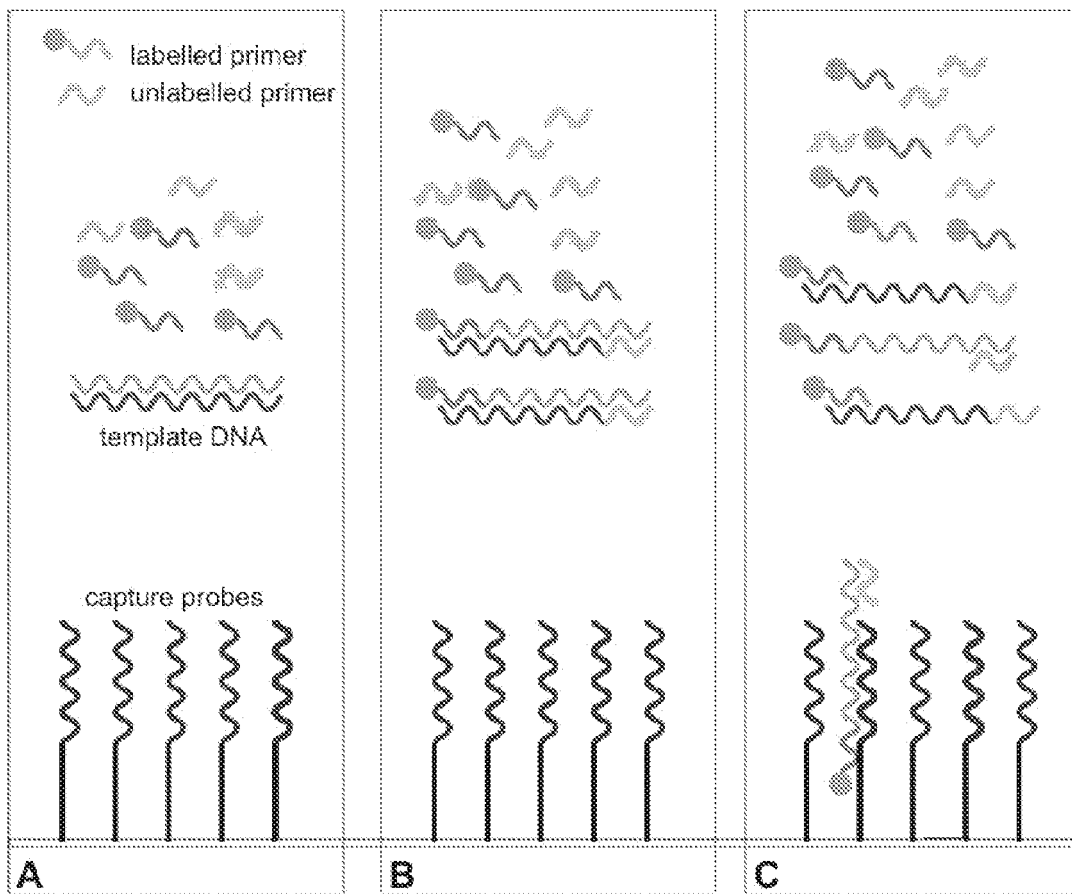 labelled primer
unlabelled primer
template DNA
capture probes
A
B
C